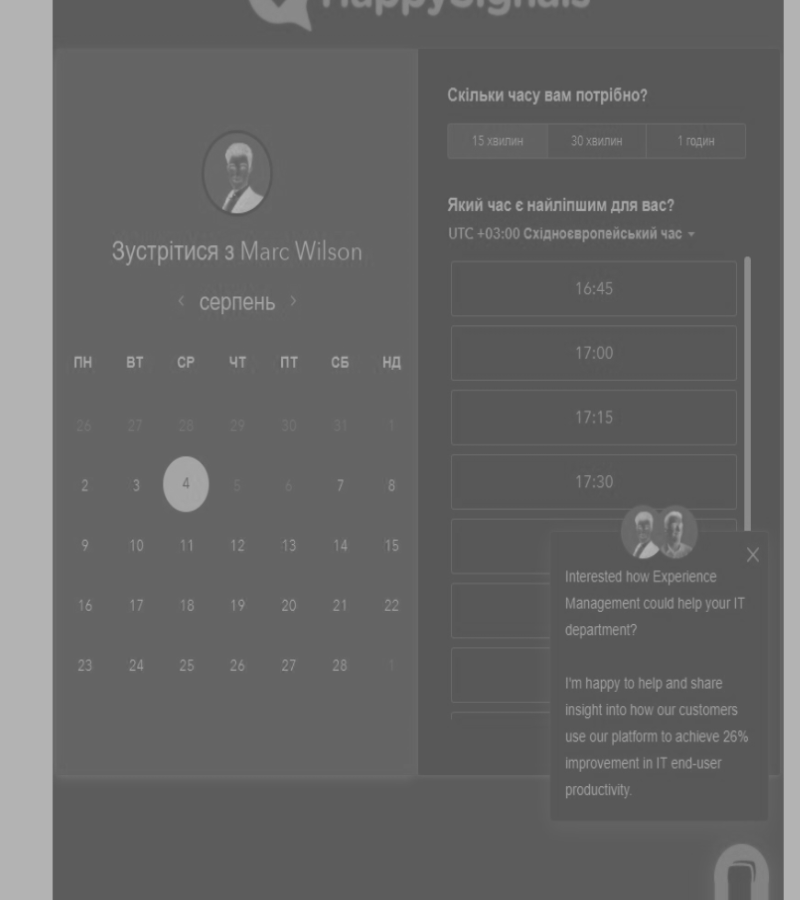 HappySignals
Зустрітися з Marc Wilson
серпень
ПН ВТ СР ЧТ ПТ СБ НД
26 27 28 29 30 31 1
2 3 4 5 6 7 8
9 10 11 12 13 14 15
16 17 18 19 20 21 22
23 24 25 26 27 28 1
Скільки часу вам потрібно?
15 хвилин 30 хвилин 1 годин
Який час є найліпшим для вас?
UTC +03:00 Східноєвропейський час
16:45
17:00
17:15
17:30
Interested how Experience
Management could help your IT
department?
I'm happy to help and share
insight into how our customers
use our platform to achieve 26%
improvement in IT end-user
productivity.